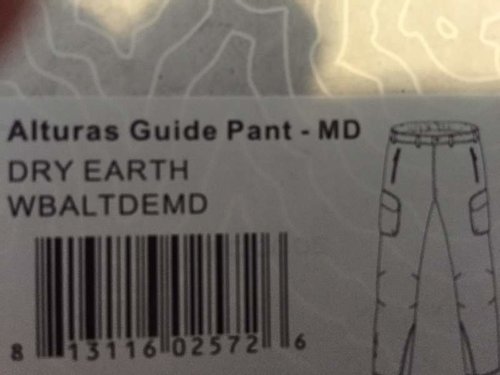 Alturas Guide Pant - MD
DRY EARTH
WBALTDEMD
8 13116 02572 6